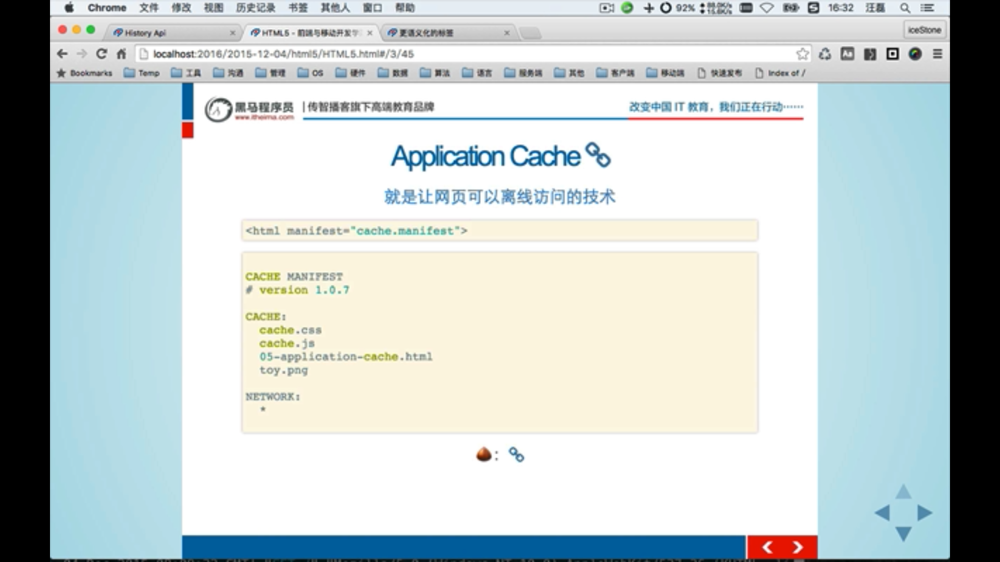 Chrome 文件 修改 视图 历史记录 书签 其他人 窗口 帮助 92% 16:32 汪磊
History Api HTML5 - 前端与移动开发学 更语义化的标签 iceStone
localhost:2016/2015-12-04/html5/HTML5.html#/3/45
Bookmarks Temp 工具 沟通 管理 OS 硬件 数据 算法 语言 服务端 其他 客户端 移动端 快速发布 Index of /
黑马程序员 | 传智播客旗下高端教育品牌 改变中国 IT 教育，我们正在行动……
www.itheima.com
Application Cache
就是让网页可以离线访问的技术
<html manifest="cache.manifest">
CACHE MANIFEST
# version 1.0.7
CACHE:
cache.css
cache.js
05-application-cache.html
toy.png
NETWORK:
*
: